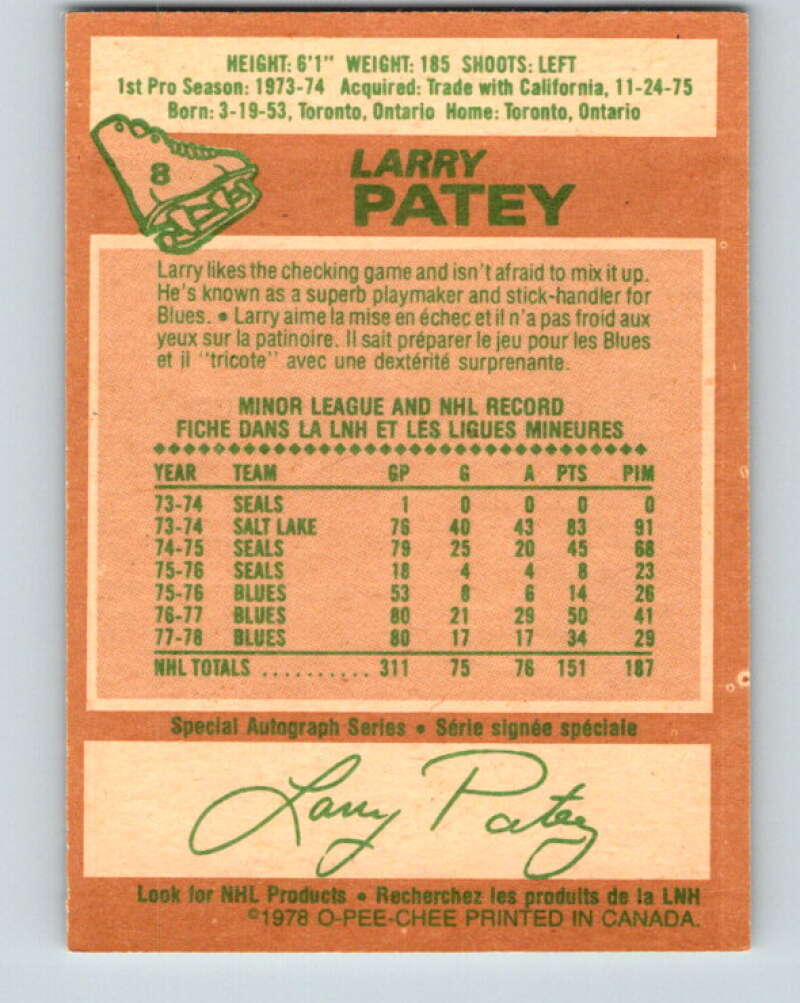 HEIGHT: 6'1" WEIGHT: 185 SHOOTS: LEFT
1st Pro Season: 1973-74 Acquired: Trade with California, 11-24-75
Born: 3-19-53, Toronto, Ontario Home: Toronto, Ontario
8
LARRY
PATEY
Larry likes the checking game and isn't afraid to mix it up.
He's known as a superb playmaker and stick-handler for
Blues. • Larry aime la mise en échec et il n'a pas froid aux
yeux sur la patinoire. Il sait préparer le jeu pour les Blues
et il "tricote" avec une dextérité surprenante.
MINOR LEAGUE AND NHL RECORD
FICHE DANS LA LNH ET LES LIGUES MINEURES
YEAR TEAM GP G A PTS PIM
73-74 SEALS 1 0 0 0 0
73-74 SALT LAKE 76 40 43 83 91
74-75 SEALS 79 25 20 45 68
75-76 SEALS 18 4 4 8 23
75-76 BLUES 53 8 6 14 26
76-77 BLUES 80 21 29 50 41
77-78 BLUES 80 17 17 34 29
NHL TOTALS .......... 311 75 76 151 187
Special Autograph Series • Série signée spéciale
Larry Patey
Look for NHL Products • Recherchez les produits de la LNH
©1978 O-PEE-CHEE PRINTED IN CANADA.